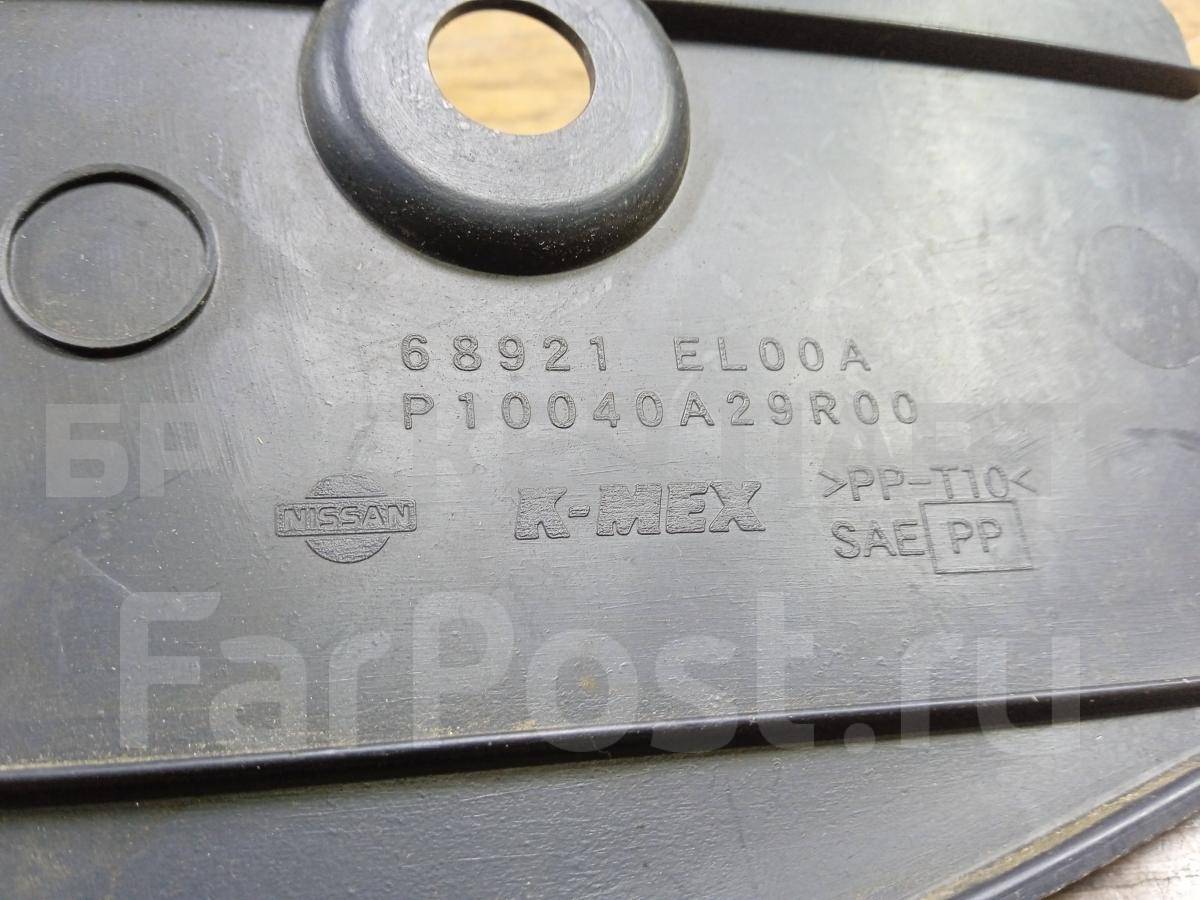 68921 EL00A
P10040A29R00
NISSAN
K-MEX
>PP-T10<
SAE PP
FarPost.ru